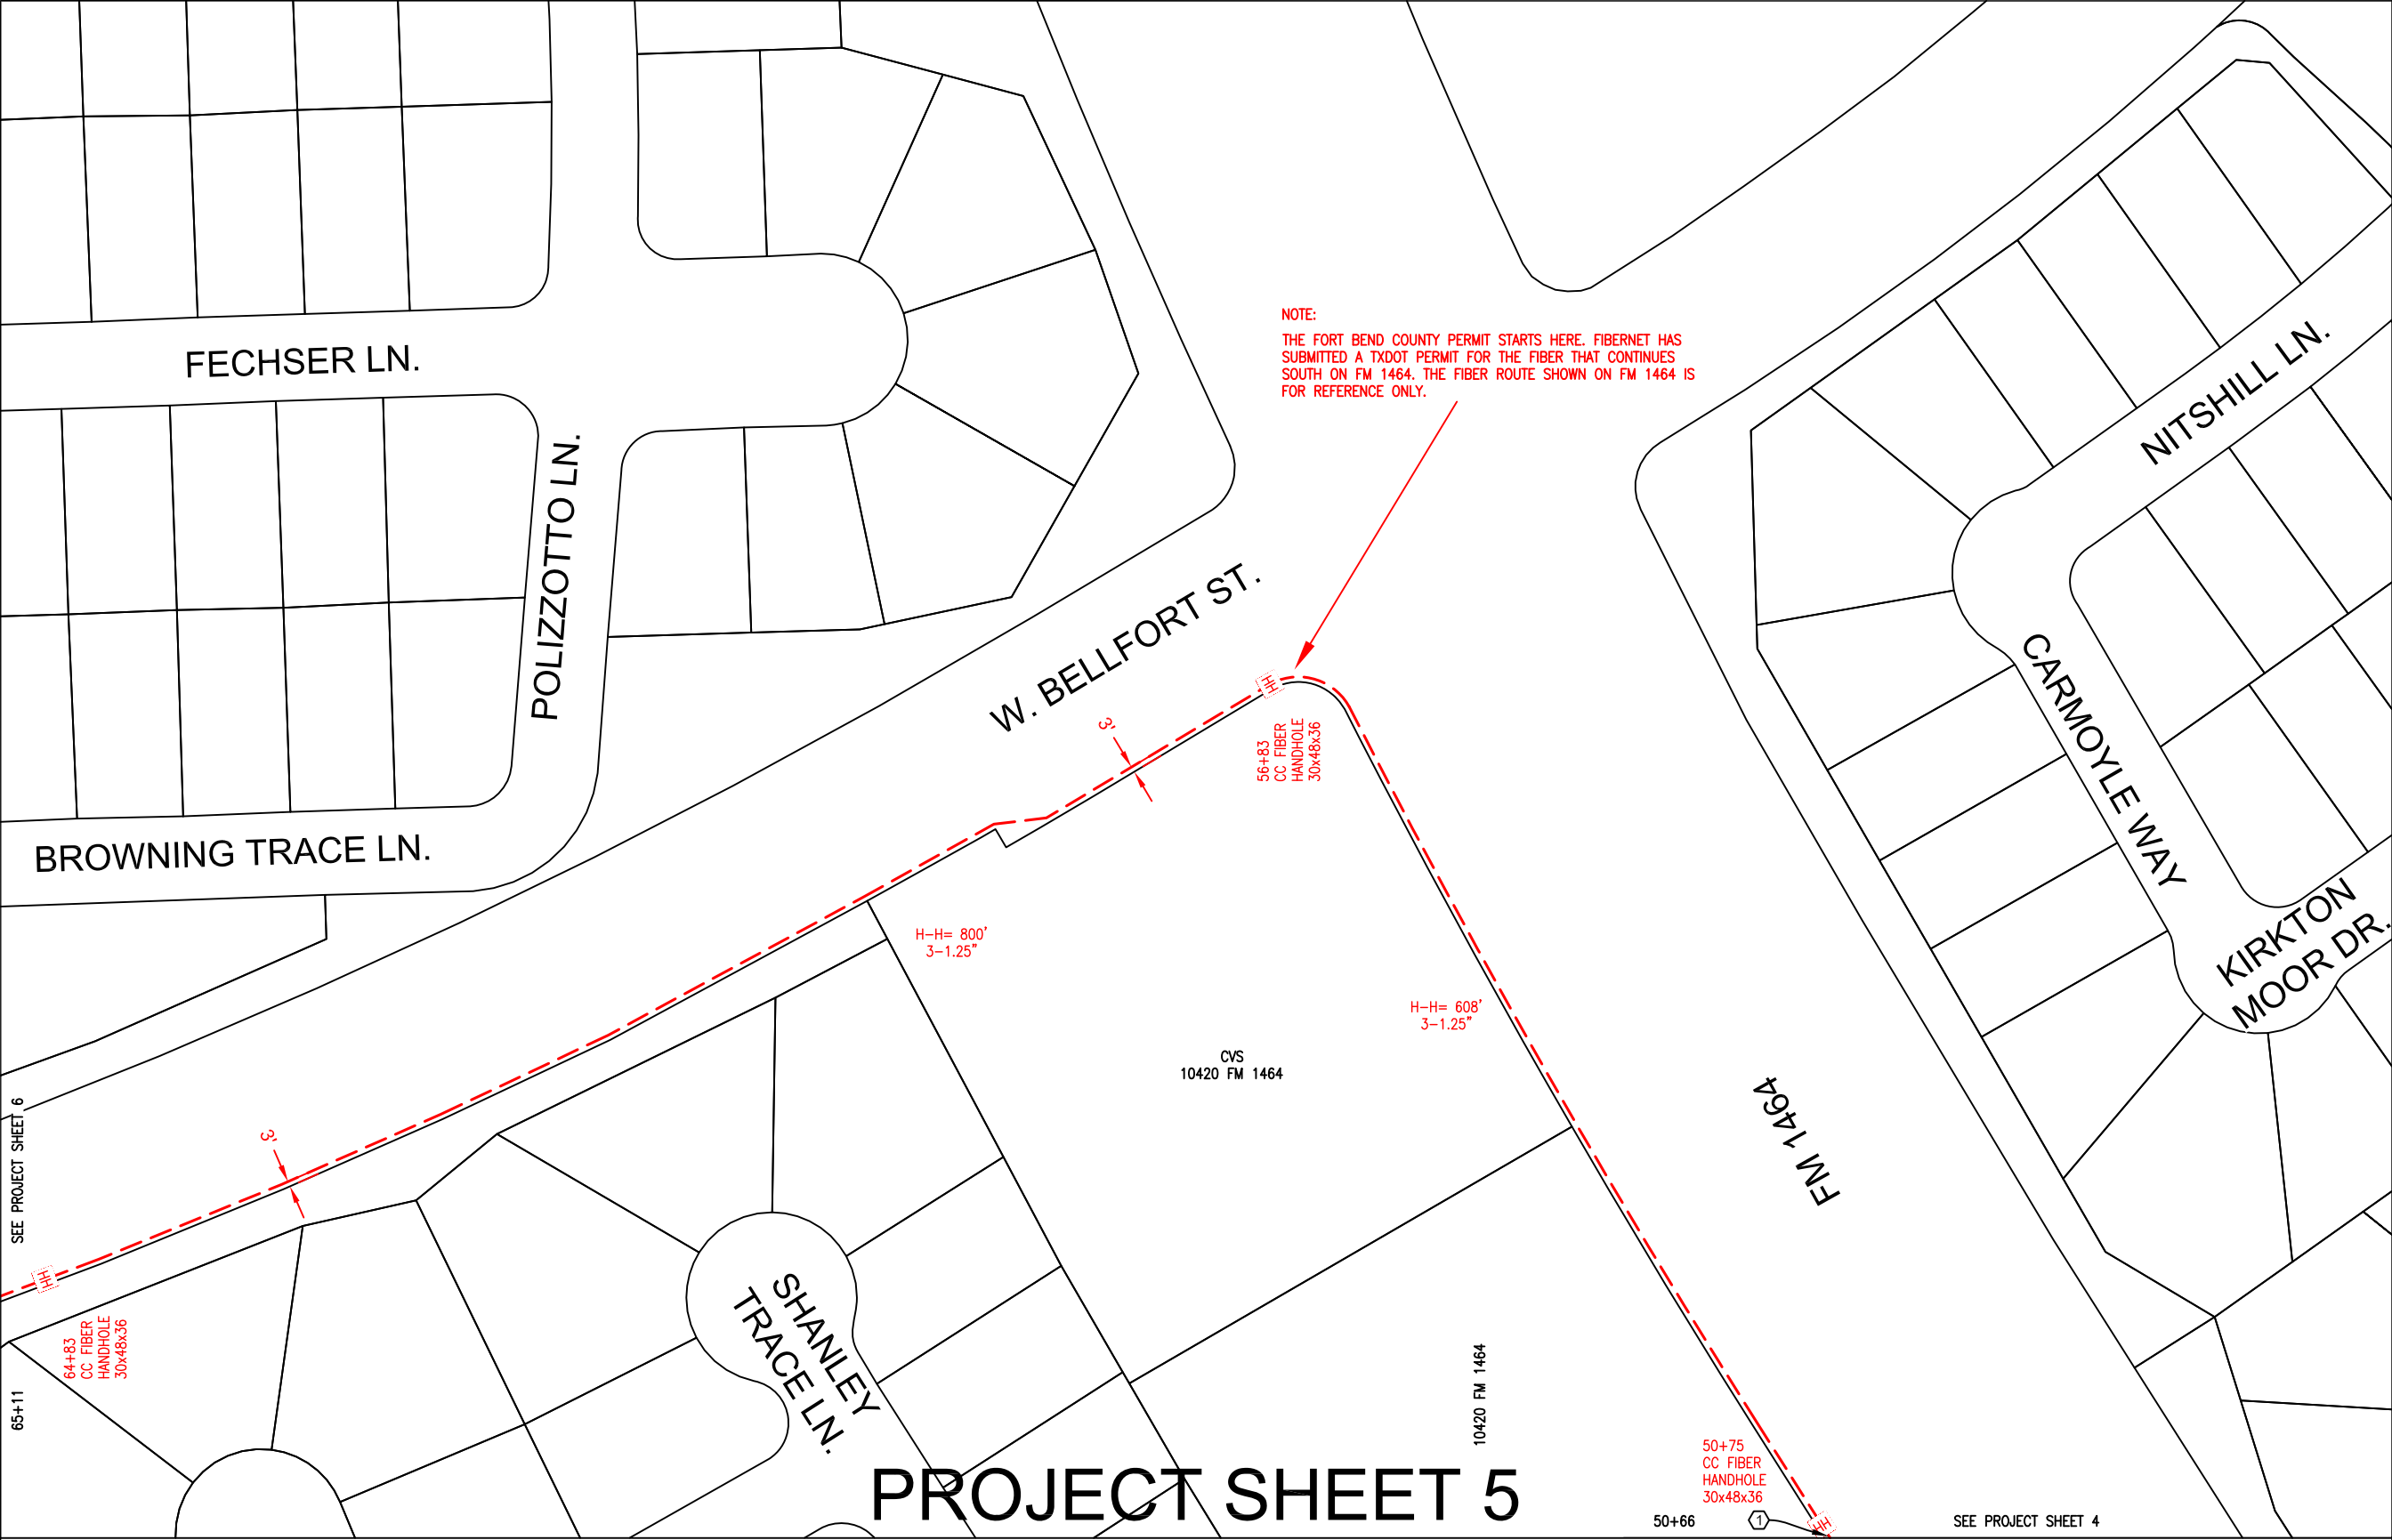 NOTE:
THE FORT BEND COUNTY PERMIT STARTS HERE. FIBERNET HAS
SUBMITTED A TXDOT PERMIT FOR THE FIBER THAT CONTINUES
SOUTH ON FM 1464. THE FIBER ROUTE SHOWN ON FM 1464 IS
FOR REFERENCE ONLY.
FECHSER LN.
NITSHILL LN.
POLIZZOTTO LN.
W. BELLFORT ST.
CARMOYLE WAY
HH
3'
56+83
CC FIBER
HANDHOLE
30x48x36
BROWNING TRACE LN.
KIRKTON
MOOR DR.
H-H= 800'
3-1.25"
H-H= 608'
3-1.25"
CVS
10420 FM 1464
FM 1464
SEE PROJECT SHEET 6
3'
HH
64+83
CC FIBER
HANDHOLE
30x48x36
65+11
SHANLEY
TRACE LN.
10420 FM 1464
50+75
CC FIBER
HANDHOLE
30x48x36
PROJECT SHEET 5
50+66
1
HH
SEE PROJECT SHEET 4